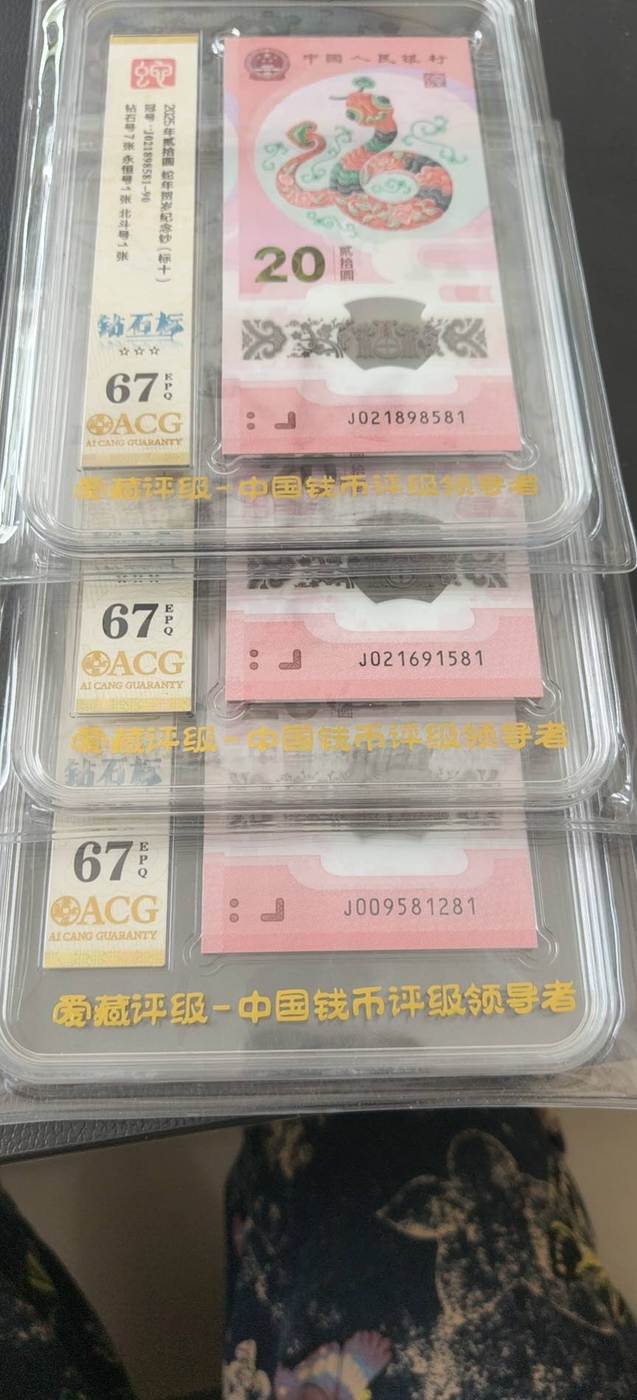 中國人民银行
20
贰拾圆
J021898581
2025年贰拾圆 蛇年贺岁纪念钞（标十）
冠号：J021898581-90
钻石号7张 永恒号1张 北斗号1张
钻石标
☆☆☆
67 EPQ
ACG
AI CANG GUARANTY
爱藏评级-中国钱币评级领导者
67 EPQ
ACG
AI CANG GUARANTY
J021691581
爱藏评级-中国钱币评级领导者
钻石标
67 EPQ
ACG
AI CANG GUARANTY
J009581281
爱藏评级-中国钱币评级领导者